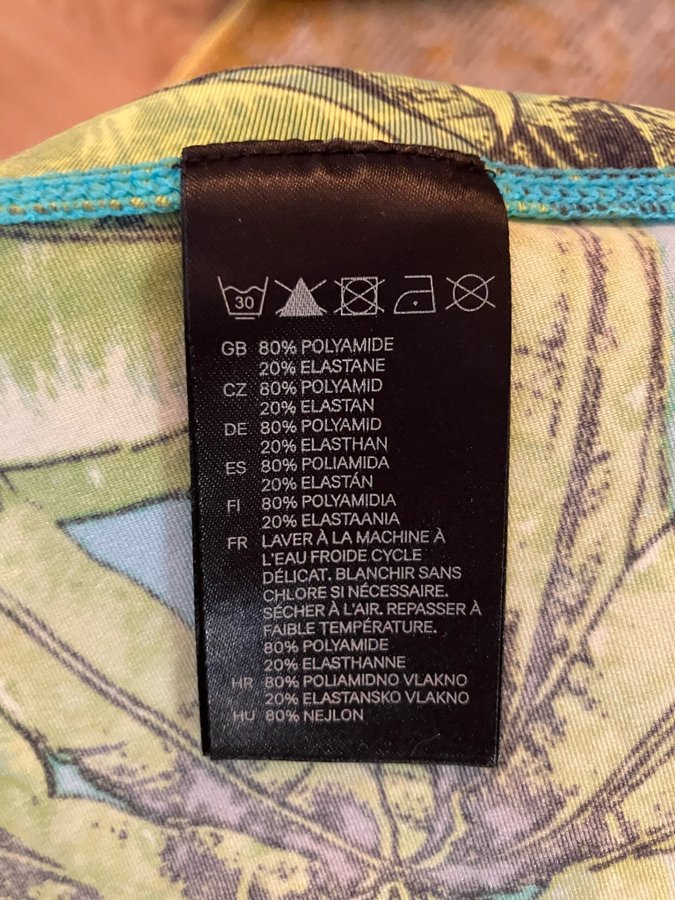 30
GB 80% POLYAMIDE
20% ELASTANE
CZ 80% POLYAMID
20% ELASTAN
DE 80% POLYAMID
20% ELASTHAN
ES 80% POLIAMIDA
20% ELASTÁN
FI 80% POLYAMIDIA
20% ELASTAANIA
FR LAVER À LA MACHINE À
L'EAU FROIDE CYCLE
DÉLICAT. BLANCHIR SANS
CHLORE SI NÉCESSAIRE.
SÉCHER À L'AIR. REPASSER À
FAIBLE TEMPÉRATURE.
80% POLYAMIDE
20% ELASTHANNE
HR 80% POLIAMIDNO VLAKNO
20% ELASTANSKO VLAKNO
HU 80% NEJLON